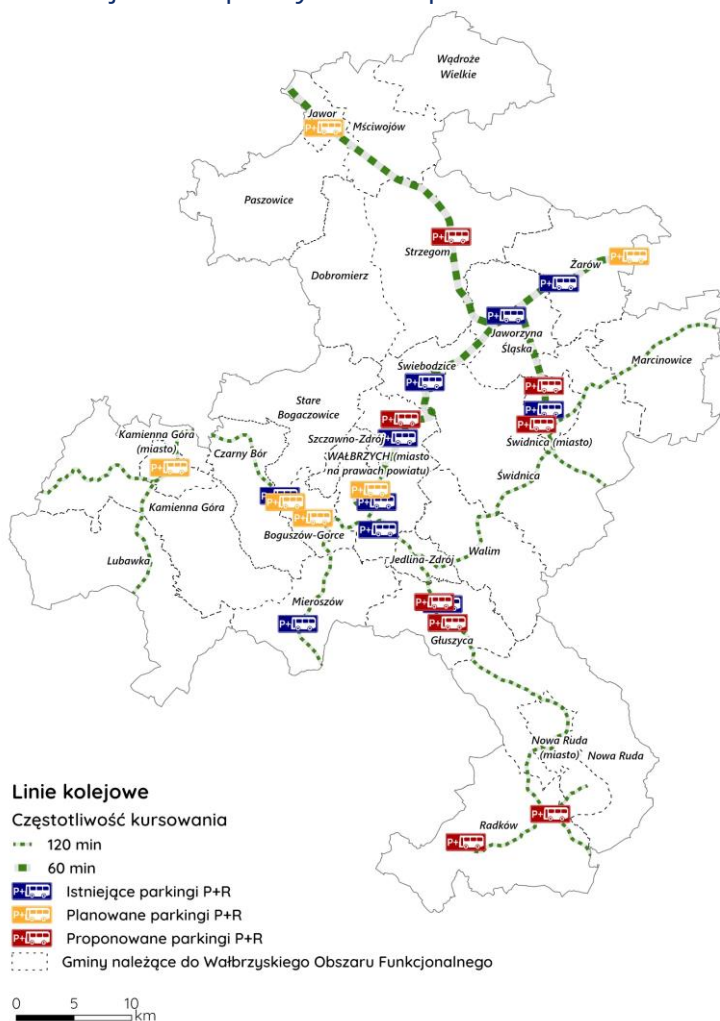 Wądroże
Wielkie
Jawor
P+
Mściwojów
Paszowice
P+
Strzegom
Dobromierz
P+
Żarów
P+
P+
Jaworzyna
Śląska
Marcinowice
Świebodzice
P+
P+
P+
P+
Świdnica (miasto)
Stare
Bogaczowice
P+
Szczawno-Zdrój
P+
WAŁBRZYCH (miasto
na prawach powiatu)
Kamienna Góra
(miasto)
P+
Czarny Bór
Świdnica
Kamienna Góra
P+
P+
P+
Boguszów-Gorce
P+
P+
P+
Walim
Jedlina-Zdrój
Lubawka
Mieroszów
P+
P+
P+
Głuszyca
Nowa Ruda
(miasto)
Nowa Ruda
P+
Radków
P+
Linie kolejowe
Częstotliwość kursowania
120 min
60 min
P+ Istniejące parkingi P+R
P+ Planowane parkingi P+R
P+ Proponowane parkingi P+R
Gminy należące do Wałbrzyskiego Obszaru Funkcjonalnego
0 5 10
km